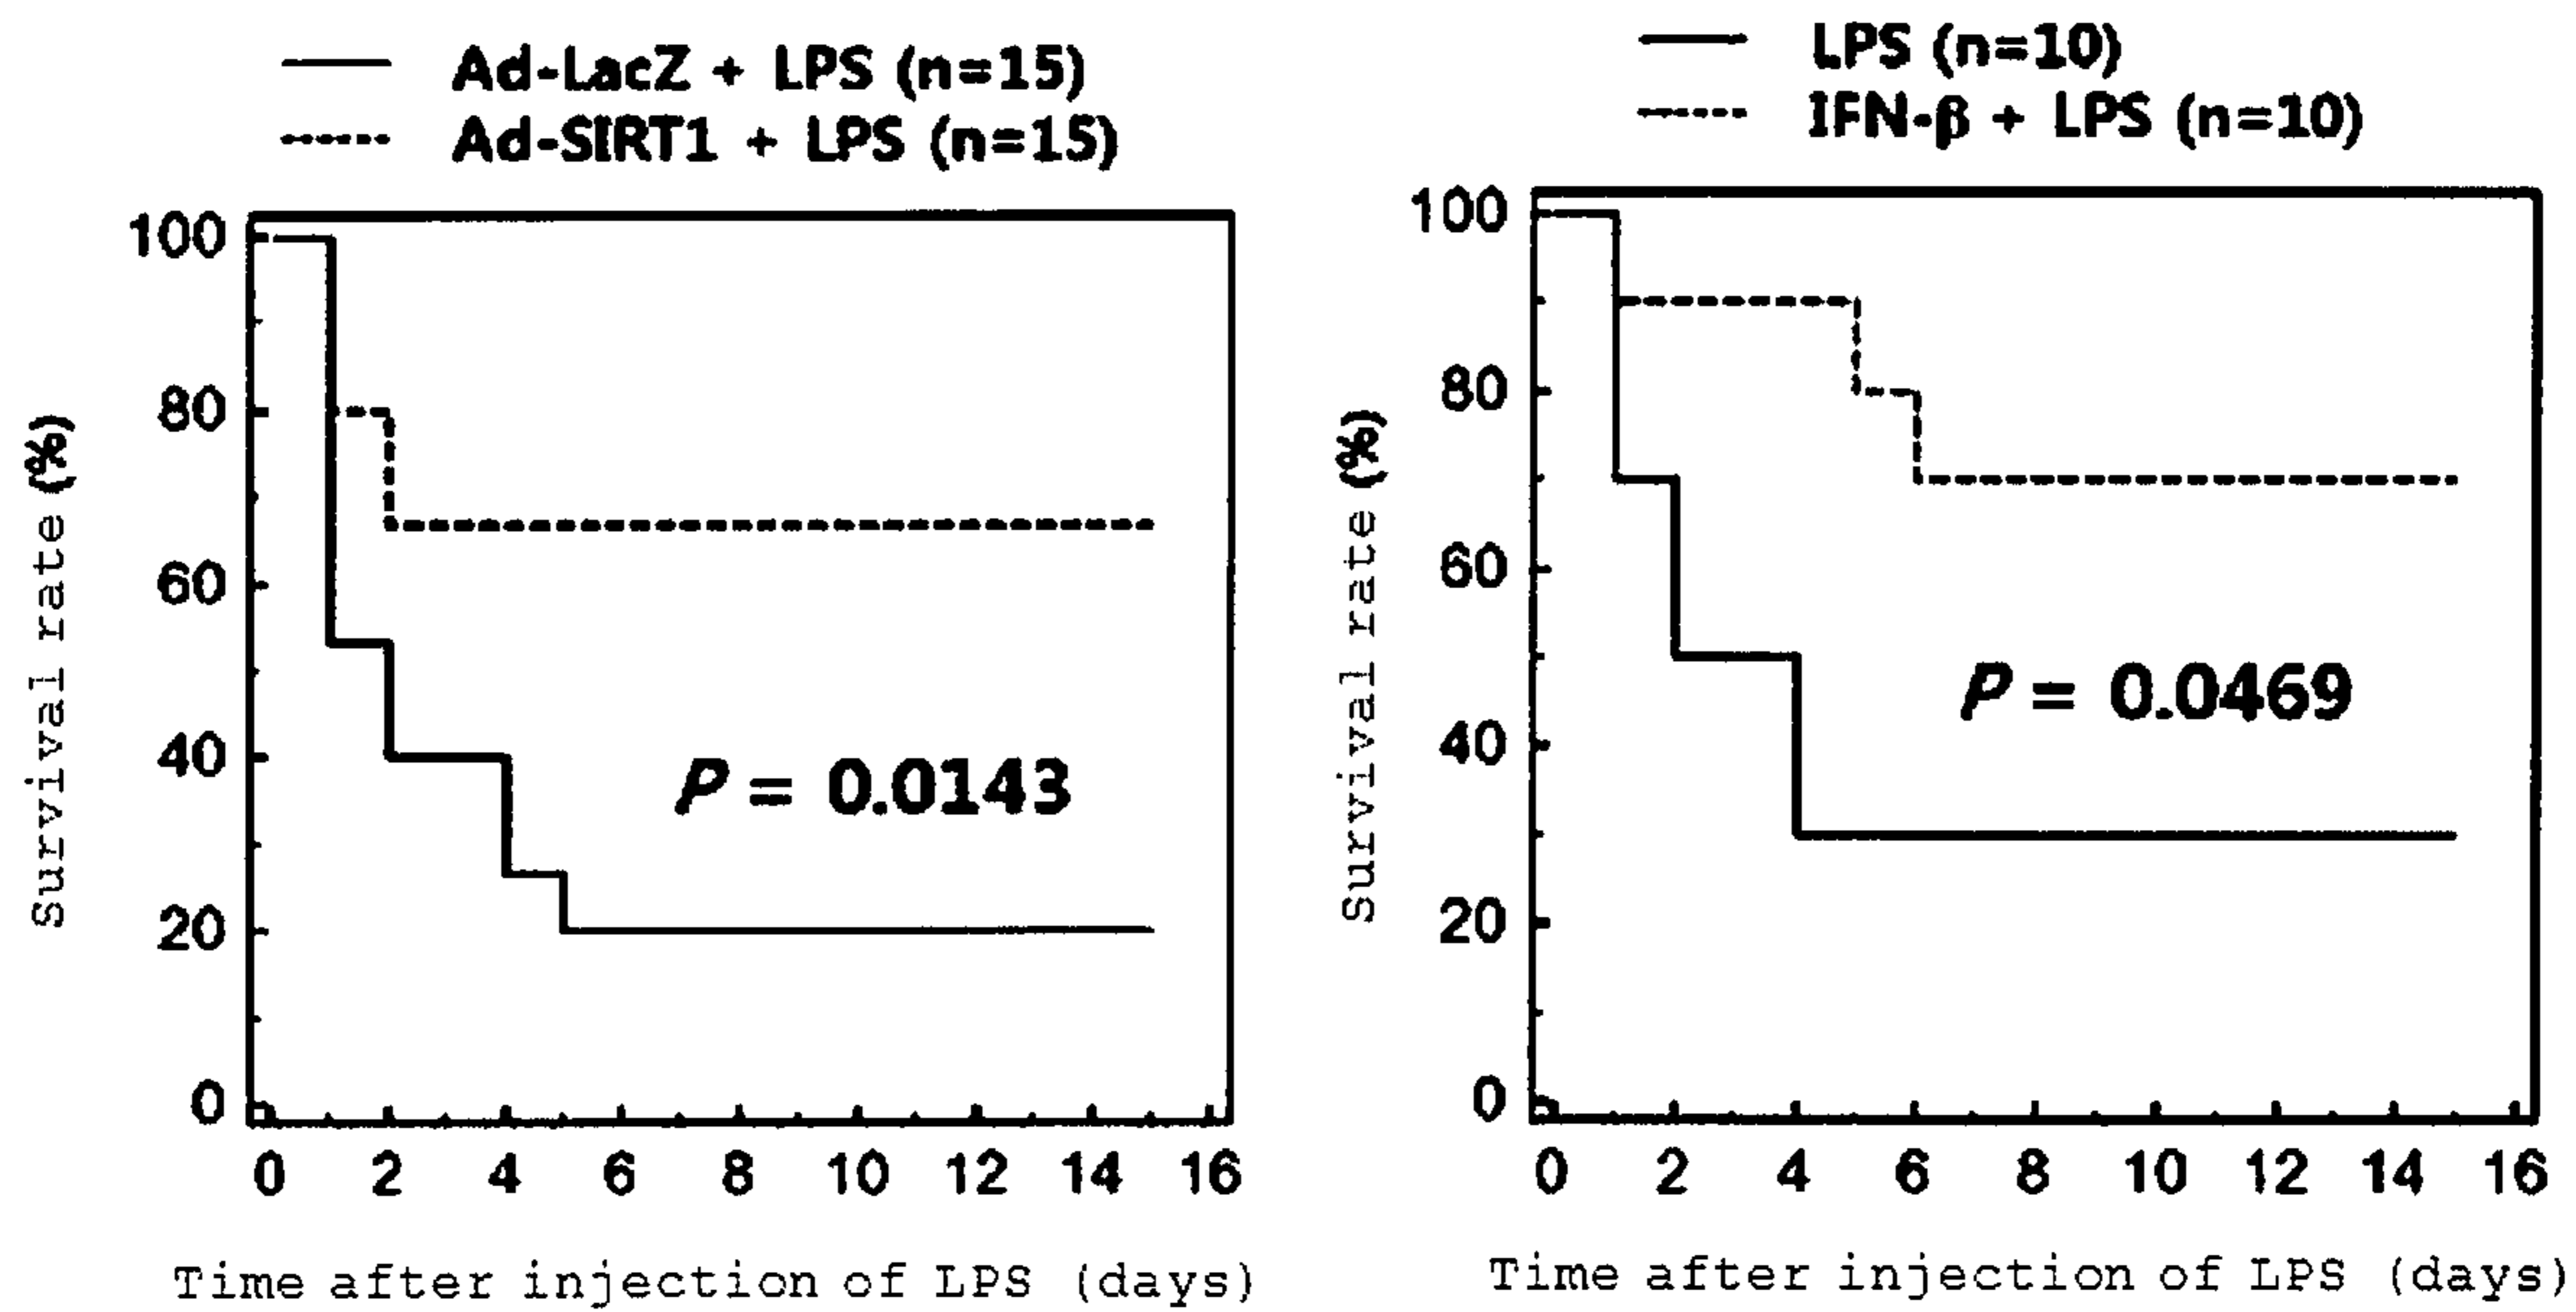 Ad-LacZ + LPS (n=15)
Ad-SIRT1 + LPS (n=15)
100
80
60
40
20
0
Survival rate (%)
P = 0.0143
0 2 4 6 8 10 12 14 16
Time after injection of LPS (days)
LPS (n=10)
IFN-β + LPS (n=10)
100
80
60
40
20
0
Survival rate (%)
P = 0.0469
0 2 4 6 8 10 12 14 16
Time after injection of LPS (days)